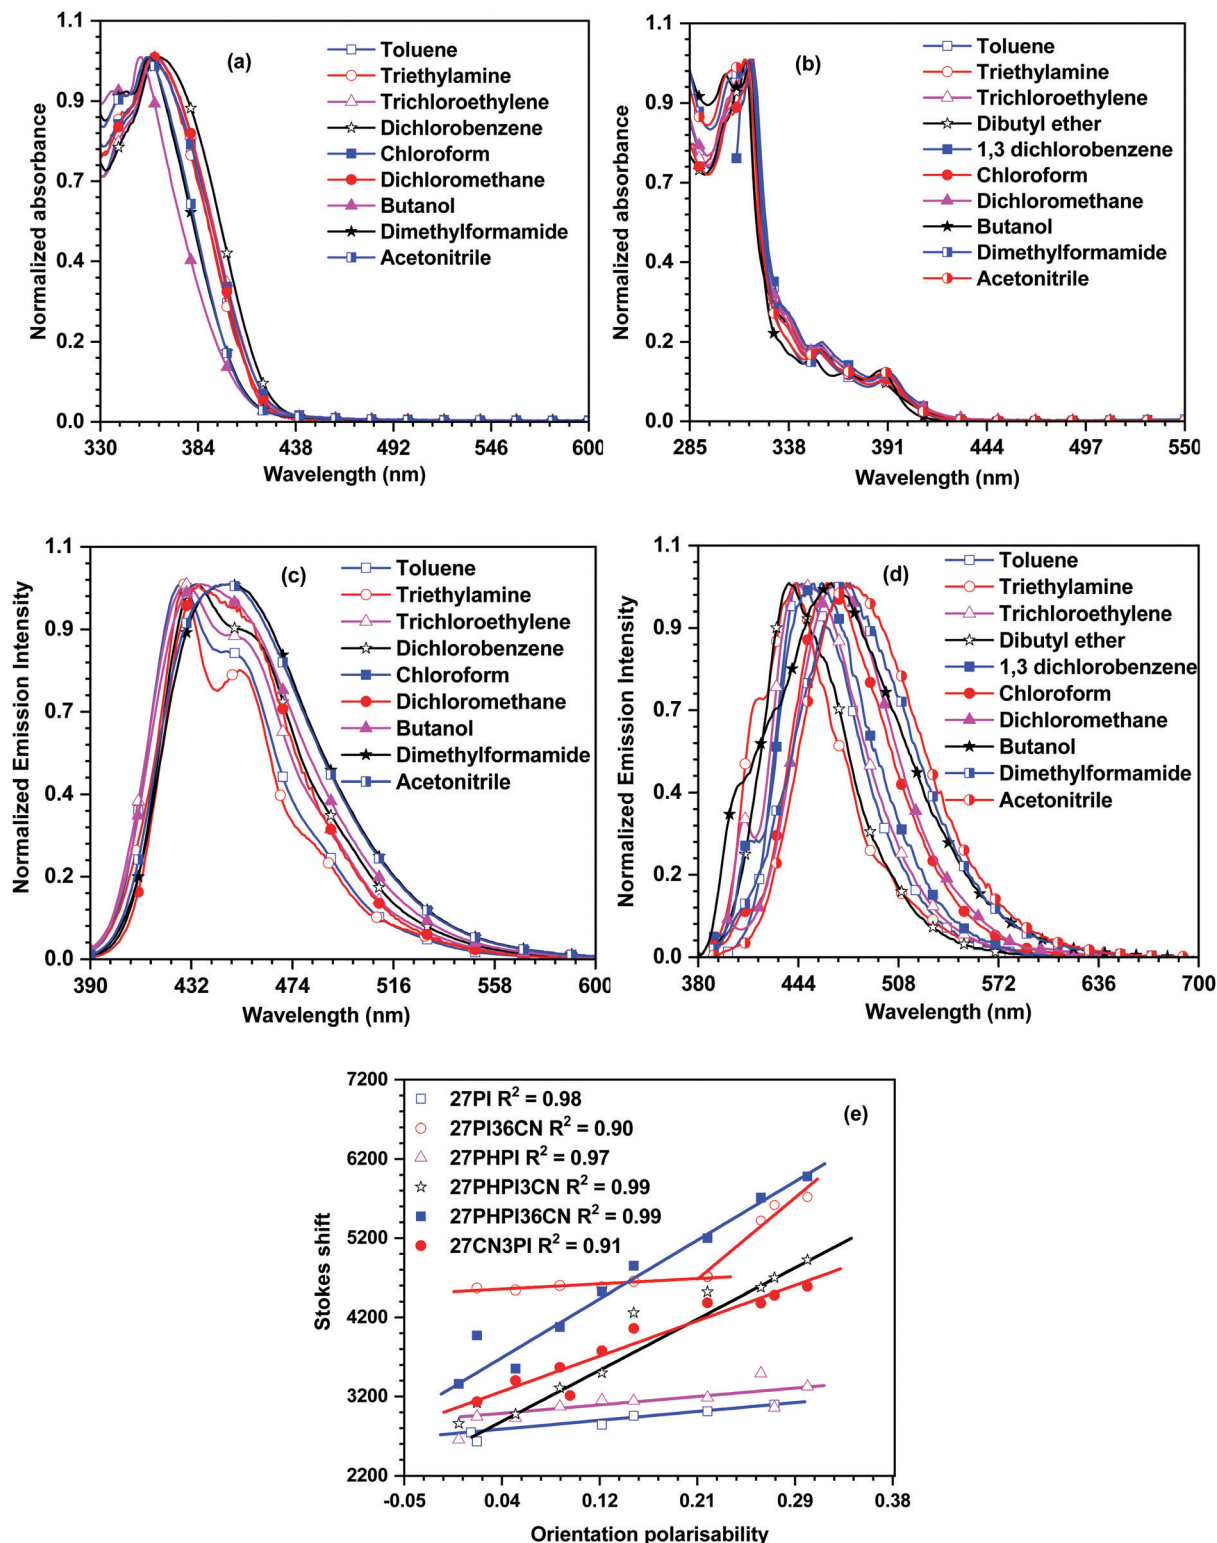 (a)
Toluene
Triethylamine
Trichloroethylene
Dichlorobenzene
Chloroform
Dichloromethane
Butanol
Dimethylformamide
Acetonitrile
1.1
0.9
0.7
0.4
0.2
0.0
Normalized absorbance
330 384 438 492 546 600
Wavelength (nm)
(b)
Toluene
Triethylamine
Trichloroethylene
Dibutyl ether
1,3 dichlorobenzene
Chloroform
Dichloromethane
Butanol
Dimethylformamide
Acetonitrile
1.1
0.9
0.7
0.4
0.2
0.0
Normalized absorbance
285 338 391 444 497 550
Wavelength (nm)
(c)
Toluene
Triethylamine
Trichloroethylene
Dichlorobenzene
Chloroform
Dichloromethane
Butanol
Dimethylformamide
Acetonitrile
1.1
0.9
0.7
0.4
0.2
0.0
Normalized Emission Intensity
390 432 474 516 558 600
Wavelength (nm)
(d)
Toluene
Triethylamine
Trichloroethylene
Dibutyl ether
1,3 dichlorobenzene
Chloroform
Dichloromethane
Butanol
Dimethylformamide
Acetonitrile
1.1
0.9
0.7
0.4
0.2
0.0
Normalized Emission Intensity
380 444 508 572 636 700
Wavelength (nm)
(e)
27PI R² = 0.98
27PI36CN R² = 0.90
27PHPI R² = 0.97
27PHPI3CN R² = 0.99
27PHPI36CN R² = 0.99
27CN3PI R² = 0.91
7200
6200
5200
4200
3200
2200
Stokes shift
-0.05 0.04 0.12 0.21 0.29 0.38
Orientation polarisability